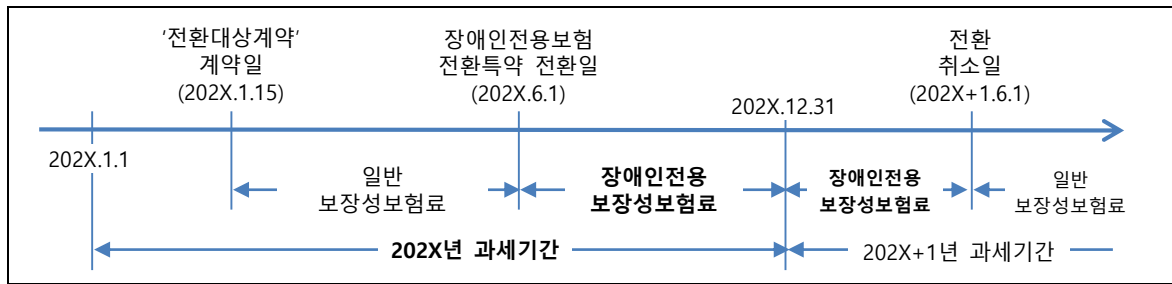 ‘전환대상계약’
계약일
(202X.1.15)
장애인전용보험
전환특약 전환일
(202X.6.1)
202X.12.31
전환
취소일
(202X+1.6.1)
202X.1.1
일반
보장성보험료
장애인전용
보장성보험료
장애인전용
보장성보험료
일반
보장성보험료
202X년 과세기간
202X+1년 과세기간